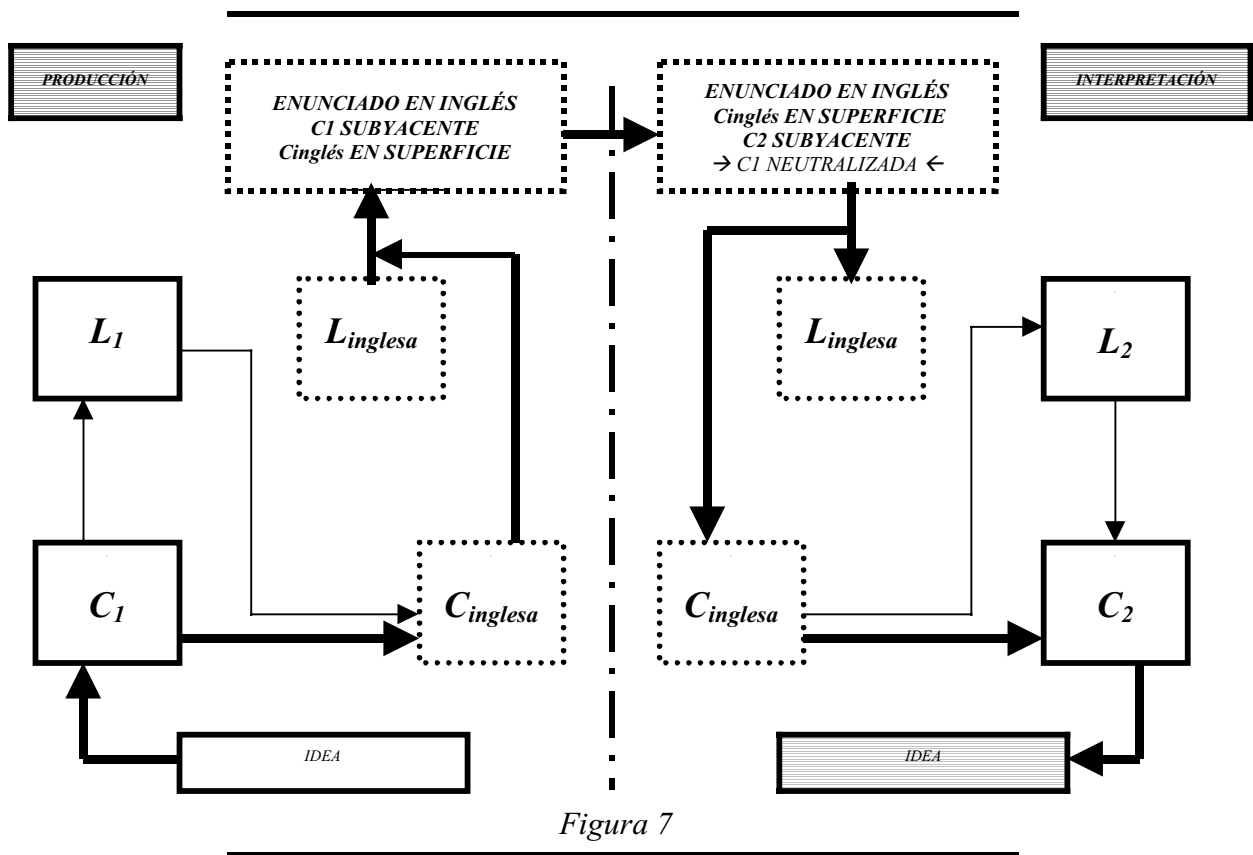 PRODUCCIÓN
ENUNCIADO EN INGLÉS
C1 SUBYACENTE
Cinglés EN SUPERFICIE
ENUNCIADO EN INGLÉS
Cinglés EN SUPERFICIE
C2 SUBYACENTE
→ C1 NEUTRALIZADA ←
INTERPRETACIÓN
L1
Linglesa
Linglesa
L2
C1
Cinglesa
Cinglesa
C2
IDEA
IDEA
Figura 7